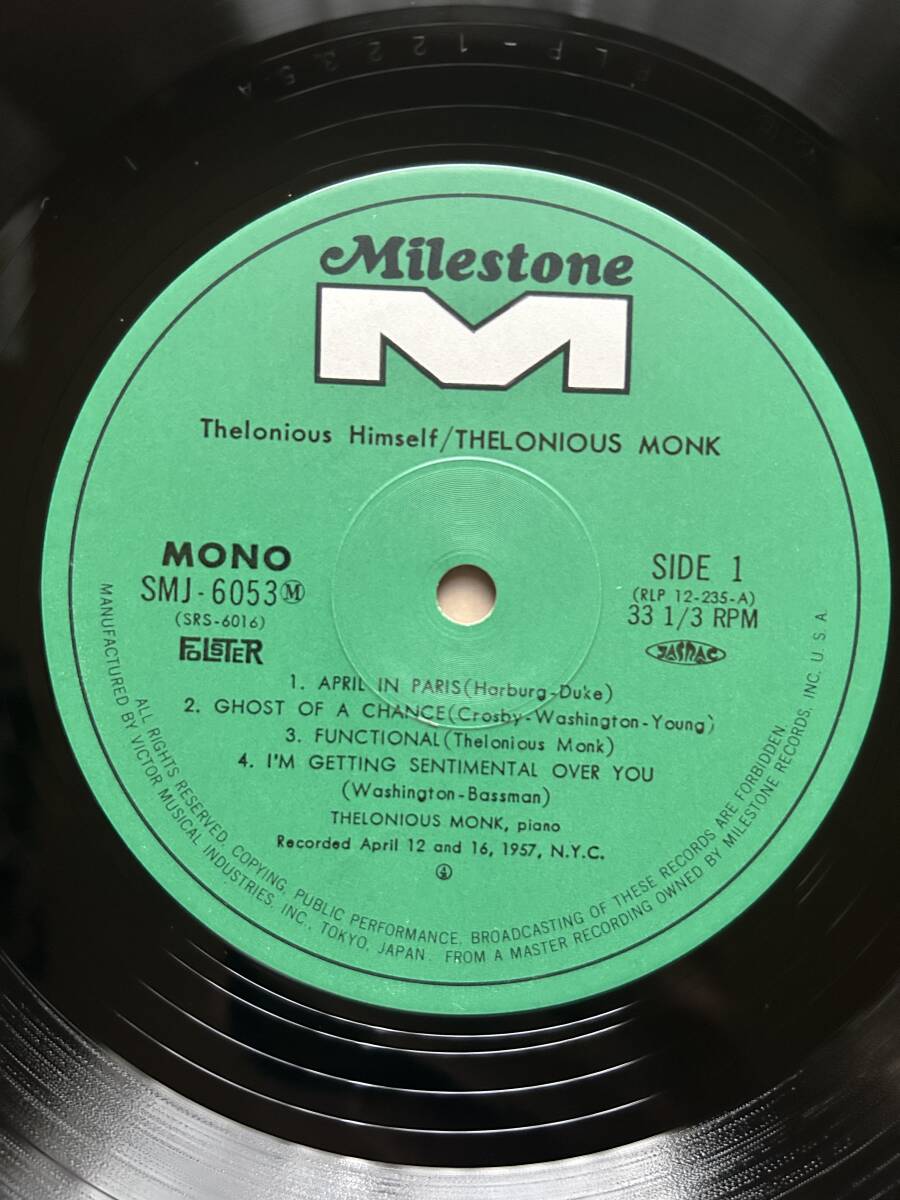 RLP-12235A
Milestone
M
Thelonious Himself/THELONIOUS MONK
MONO
SMJ-6053Ⓜ
(SRS-6016)
FOLSTER
SIDE 1
(RLP 12-235-A)
33 1/3 RPM
JASRAC
1. APRIL IN PARIS(Harburg-Duke)
2. GHOST OF A CHANCE(Crosby-Washington-Young)
3. FUNCTIONAL(Thelonious Monk)
4. I'M GETTING SENTIMENTAL OVER YOU
(Washington-Bassman)
THELONIOUS MONK, piano
Recorded April 12 and 16, 1957, N.Y.C.
④
ALL RIGHTS RESERVED. COPYING, PUBLIC PERFORMANCE, BROADCASTING OF THESE RECORDS ARE FORBIDDEN.
MANUFACTURED BY VICTOR MUSICAL INDUSTRIES, INC., TOKYO, JAPAN. FROM A MASTER RECORDING OWNED BY MILESTONE RECORDS, INC. U.S.A.